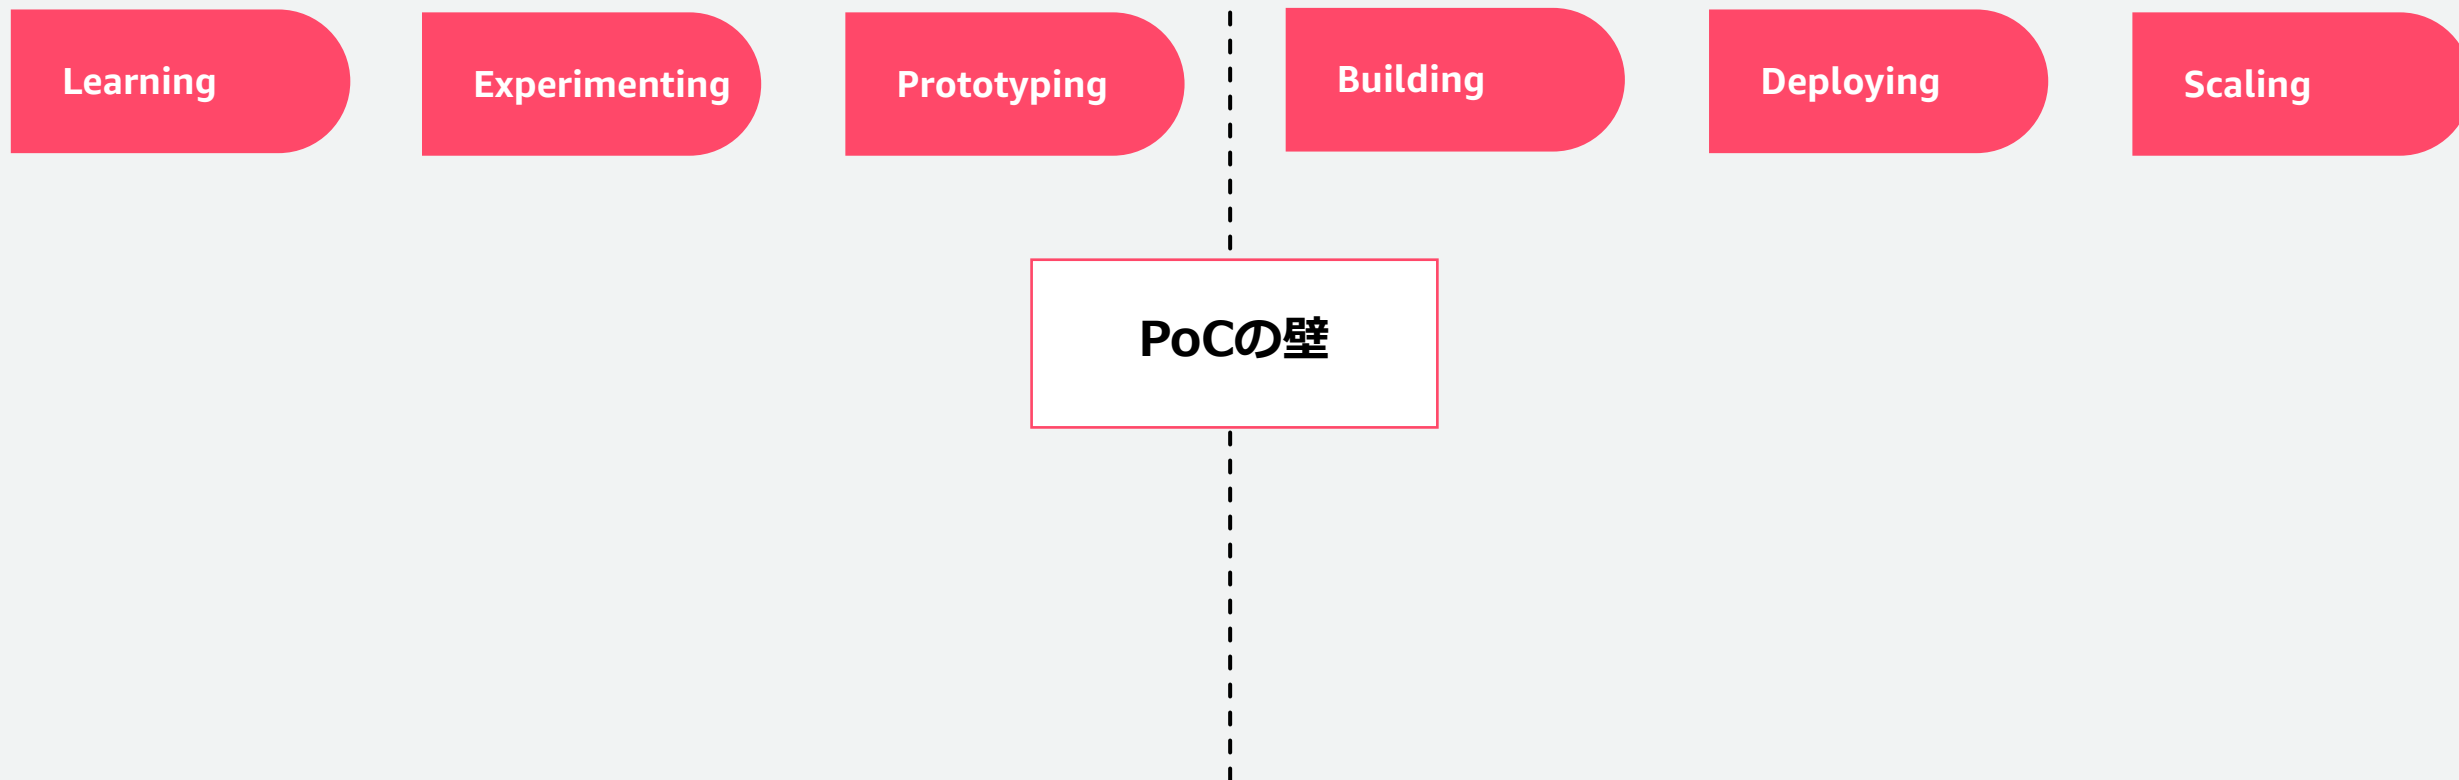 Learning
Experimenting
Prototyping
Building
Deploying
Scaling
PoCの壁